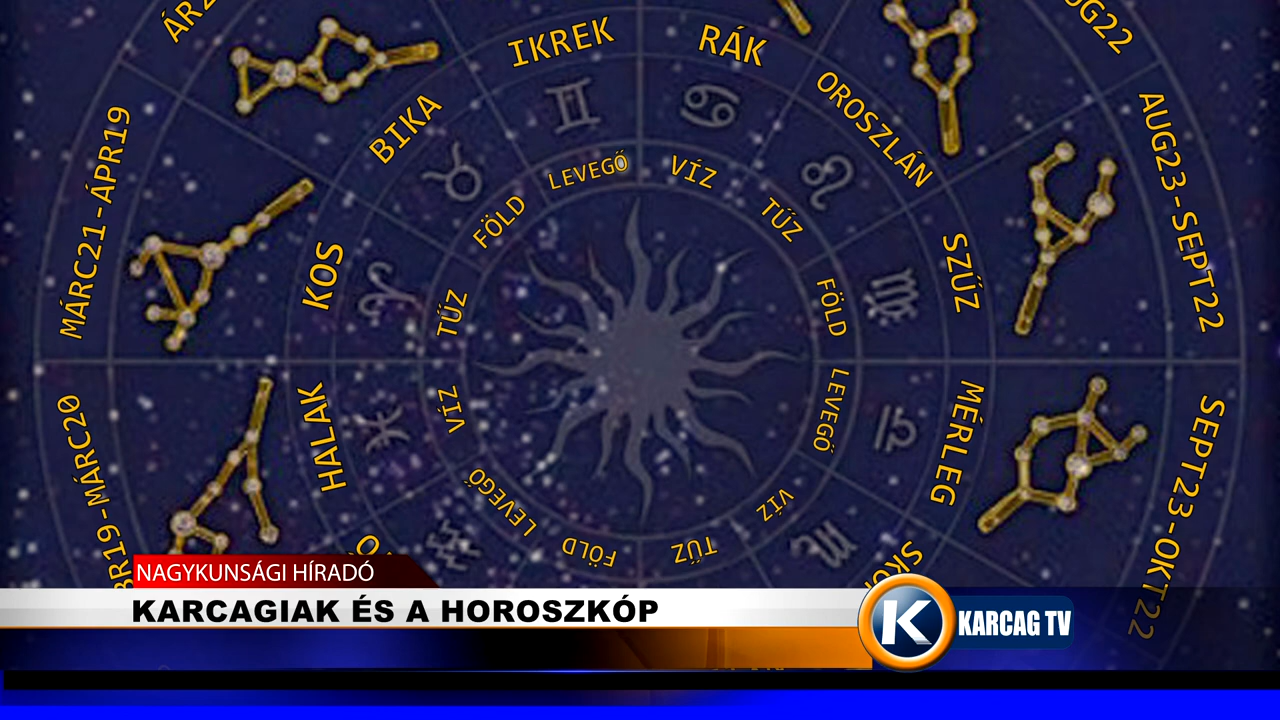 IKREK
RÁK
BIKA
OROSZLÁN
KOS
SZŰZ
HALAK
MÉRLEG
MÁRC21-ÁPR19
AUG23-SEPT22
SEPT23-OKT22
LEVEGŐ
VÍZ
FÖLD
TŰZ
TŰZ
FÖLD
VÍZ
LEVEGŐ
LEVEGŐ
VÍZ
FÖLD
TŰZ
NAGYKUNSÁGI HÍRADÓ
KARCAGIAK ÉS A HOROSZKÓP
K
KARCAG TV